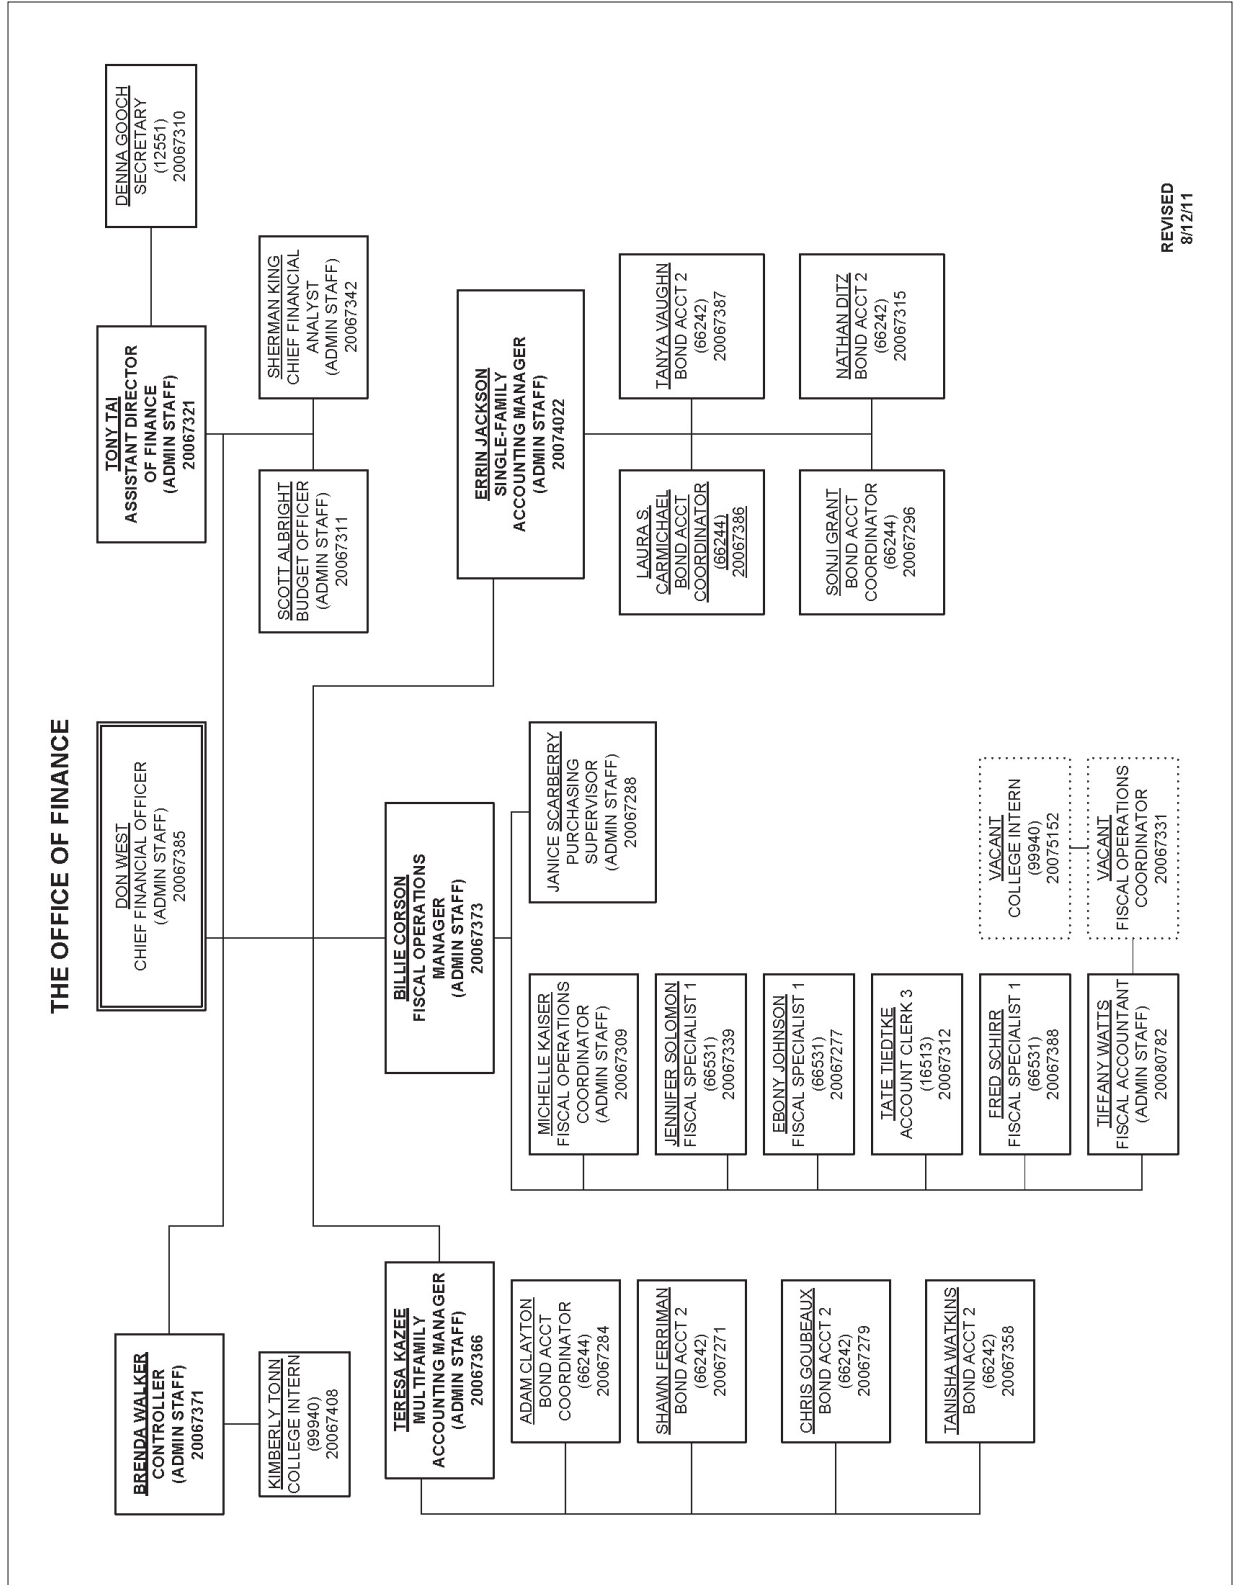 THE OFFICE OF FINANCE
DON WEST
CHIEF FINANCIAL OFFICER
(ADMIN STAFF)
20067385
BRENDA WALKER
CONTROLLER
(ADMIN STAFF)
20067371
KIMBERLY TONN
COLLEGE INTERN
(99940)
20067408
TONY TAI
ASSISTANT DIRECTOR
OF FINANCE
(ADMIN STAFF)
20067321
DENNA GOOCH
SECRETARY
(12551)
20067310
SCOTT ALBRIGHT
BUDGET OFFICER
(ADMIN STAFF)
20067311
SHERMAN KING
CHIEF FINANCIAL
ANALYST
(ADMIN STAFF)
20067342
TERESA KAZEE
MULTIFAMILY
ACCOUNTING MANAGER
(ADMIN STAFF)
20067366
ADAM CLAYTON
BOND ACCT
COORDINATOR
(66244)
20067284
SHAWN FERRIMAN
BOND ACCT 2
(66242)
20067271
CHRIS GOUBEAUX
BOND ACCT 2
(66242)
20067279
TANISHA WATKINS
BOND ACCT 2
(66242)
20067358
BILLIE CORSON
FISCAL OPERATIONS
MANAGER
(ADMIN STAFF)
20067373
MICHELLE KAISER
FISCAL OPERATIONS
COORDINATOR
(ADMIN STAFF)
20067309
JANICE SCARBERRY
PURCHASING
SUPERVISOR
(ADMIN STAFF)
20067288
JENNIFER SOLOMON
FISCAL SPECIALIST 1
(66531)
20067339
EBONY JOHNSON
FISCAL SPECIALIST 1
(66531)
20067277
TATE TIEDTKE
ACCOUNT CLERK 3
(16513)
20067312
FRED SCHIRR
FISCAL SPECIALIST 1
(66531)
20067388
VACANT
COLLEGE INTERN
(99940)
20075152
TIFFANY WATTS
FISCAL ACCOUNTANT
(ADMIN STAFF)
20080782
VACANT
FISCAL OPERATIONS
COORDINATOR
20067331
ERRIN JACKSON
SINGLE-FAMILY
ACCOUNTING MANAGER
(ADMIN STAFF)
20074022
LAURA S.
CARMICHAEL
BOND ACCT
COORDINATOR
(66244)
20067386
TANYA VAUGHN
BOND ACCT 2
(66242)
20067387
SONJI GRANT
BOND ACCT
COORDINATOR
(66244)
20067296
NATHAN DITZ
BOND ACCT 2
(66242)
20067315
REVISED
8/12/11